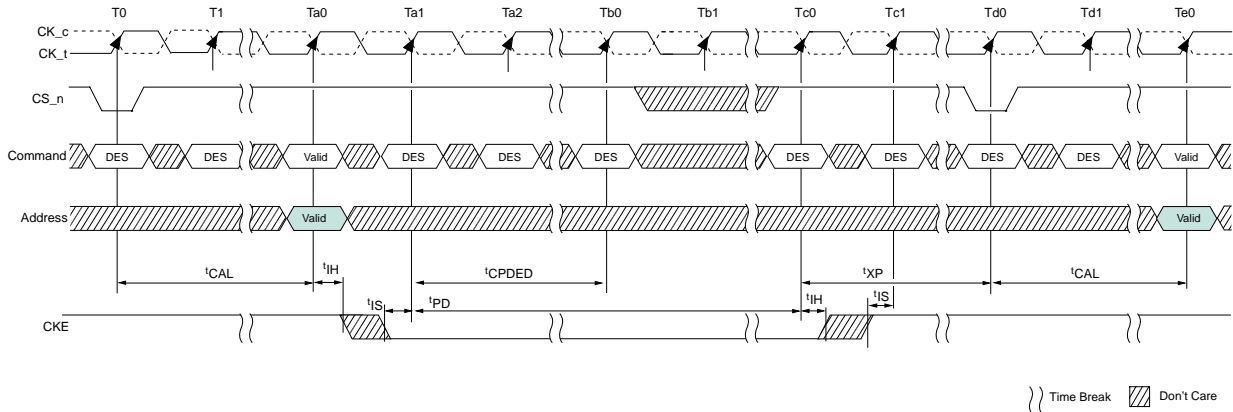 T0 T1 Ta0 Ta1 Ta2 Tb0 Tb1 Tc0 Tc1 Td0 Td1 Te0
CK_c
CK_t
CS_n
Command DES DES Valid DES DES DES DES DES DES DES Valid
Address Valid Valid
tCAL tIH tCPDED tXP tCAL
tIS tPD tIH tIS
CKE
Time Break Don't Care